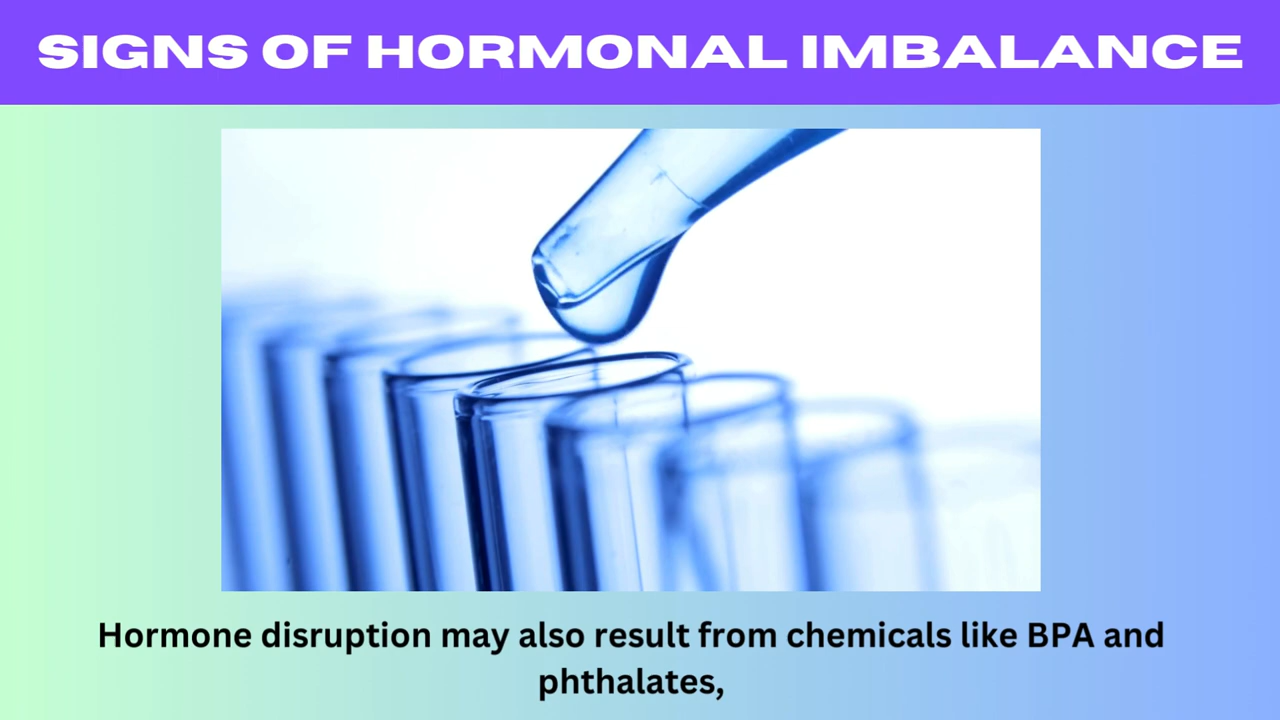 SIGNS OF HORMONAL IMBALANCE
Hormone disruption may also result from chemicals like BPA and
phthalates,